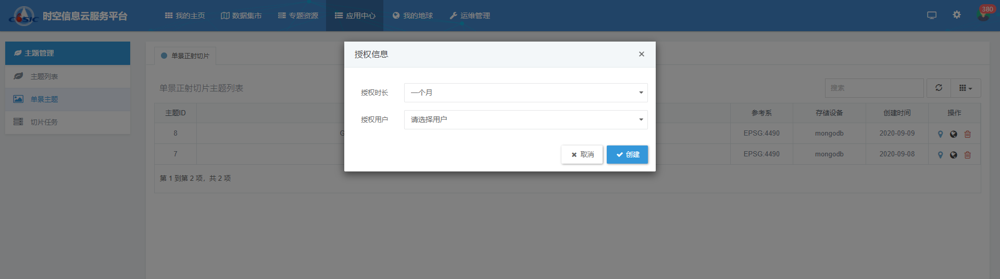 COSIC 时空信息云服务平台 我的主页 数据集市 专题资源 应用中心 我的地球 运维管理 380
主题管理
主题列表
单景主题
切片任务
单景正射切片
单景正射切片主题列表 搜索
授权信息 ×
授权时长 一个月
授权用户 请选择用户
取消 创建
主题ID 参考系 存储设备 创建时间 操作
8 G EPSG:4490 mongodb 2020-09-09
7 EPSG:4490 mongodb 2020-09-08
第 1 到第 2 项，共 2 项